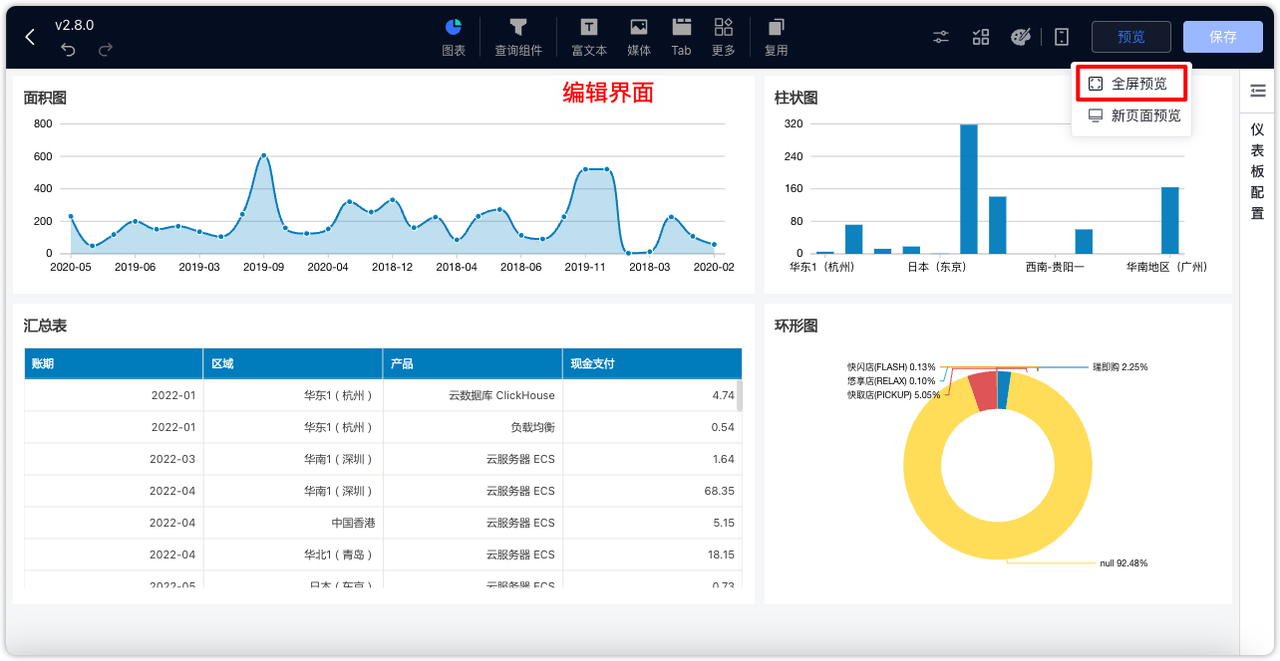 v2.8.0
图表
查询组件
富文本
媒体
Tab
更多
复用
预览
保存
全屏预览
新页面预览
编辑界面
仪表板配置
面积图
800
600
400
200
0
2020-05 2019-06 2019-03 2019-09 2020-04 2018-12 2018-04 2018-06 2019-11 2018-03 2020-02
柱状图
320
240
160
80
0
华东1（杭州） 日本（东京） 西南-贵阳一 华南地区（广州）
汇总表
账期 区域 产品 现金支付
2022-01 华东1（杭州） 云数据库 ClickHouse 4.74
2022-01 华东1（杭州） 负载均衡 0.54
2022-03 华南1（深圳） 云服务器 ECS 1.64
2022-04 华南1（深圳） 云服务器 ECS 68.35
2022-04 中国香港 云服务器 ECS 5.15
2022-04 华北1（青岛） 云服务器 ECS 18.15
2022-05 日本（东京） 云服务器 ECS 0.73
环形图
快闪店(FLASH) 0.13%
悠享店(RELAX) 0.10%
快取店(PICKUP) 5.05%
瑞即购 2.25%
null 92.48%